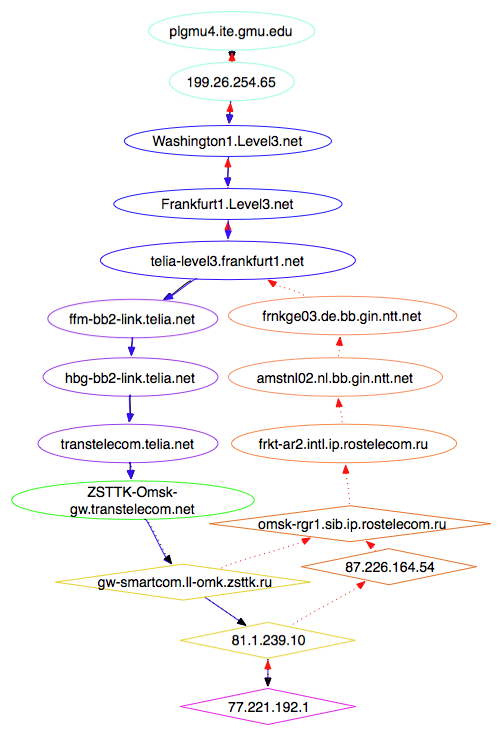 plgmu4.ite.gmu.edu
199.26.254.65
Washington1.Level3.net
Frankfurt1.Level3.net
telia-level3.frankfurt1.net
ffm-bb2-link.telia.net
frnkge03.de.bb.gin.ntt.net
hbg-bb2-link.telia.net
amstnl02.nl.bb.gin.ntt.net
transtelecom.telia.net
frkt-ar2.intl.ip.rostelecom.ru
ZSTTK-Omsk-
gw.transtelecom.net
omsk-rgr1.sib.ip.rostelecom.ru
87.226.164.54
gw-smartcom.ll-omk.zsttk.ru
81.1.239.10
77.221.192.1